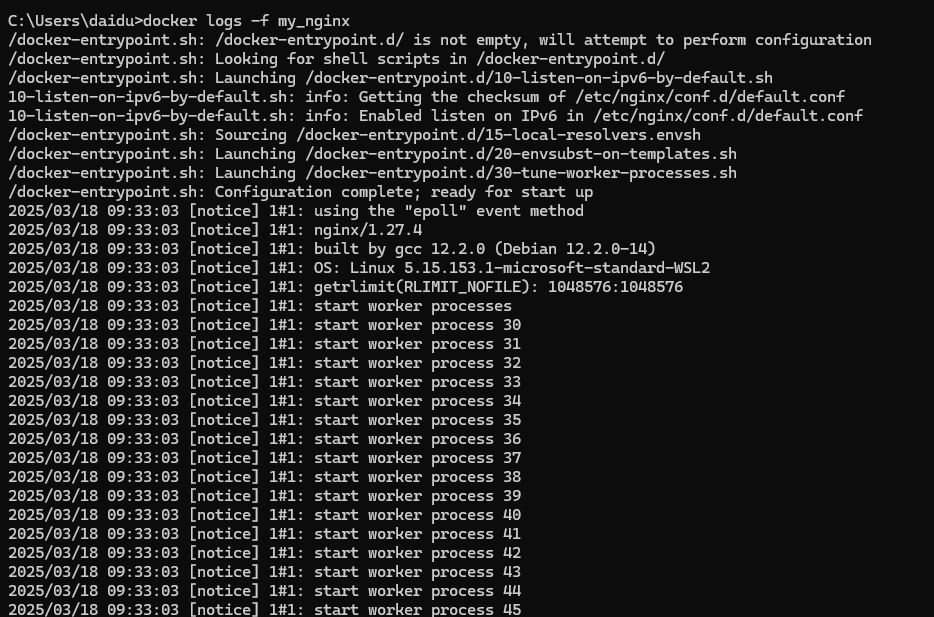 C:\Users\daidu>docker logs -f my_nginx
/docker-entrypoint.sh: /docker-entrypoint.d/ is not empty, will attempt to perform configuration
/docker-entrypoint.sh: Looking for shell scripts in /docker-entrypoint.d/
/docker-entrypoint.sh: Launching /docker-entrypoint.d/10-listen-on-ipv6-by-default.sh
10-listen-on-ipv6-by-default.sh: info: Getting the checksum of /etc/nginx/conf.d/default.conf
10-listen-on-ipv6-by-default.sh: info: Enabled listen on IPv6 in /etc/nginx/conf.d/default.conf
/docker-entrypoint.sh: Sourcing /docker-entrypoint.d/15-local-resolvers.envsh
/docker-entrypoint.sh: Launching /docker-entrypoint.d/20-envsubst-on-templates.sh
/docker-entrypoint.sh: Launching /docker-entrypoint.d/30-tune-worker-processes.sh
/docker-entrypoint.sh: Configuration complete; ready for start up
2025/03/18 09:33:03 [notice] 1#1: using the "epoll" event method
2025/03/18 09:33:03 [notice] 1#1: nginx/1.27.4
2025/03/18 09:33:03 [notice] 1#1: built by gcc 12.2.0 (Debian 12.2.0-14)
2025/03/18 09:33:03 [notice] 1#1: OS: Linux 5.15.153.1-microsoft-standard-WSL2
2025/03/18 09:33:03 [notice] 1#1: getrlimit(RLIMIT_NOFILE): 1048576:1048576
2025/03/18 09:33:03 [notice] 1#1: start worker processes
2025/03/18 09:33:03 [notice] 1#1: start worker process 30
2025/03/18 09:33:03 [notice] 1#1: start worker process 31
2025/03/18 09:33:03 [notice] 1#1: start worker process 32
2025/03/18 09:33:03 [notice] 1#1: start worker process 33
2025/03/18 09:33:03 [notice] 1#1: start worker process 34
2025/03/18 09:33:03 [notice] 1#1: start worker process 35
2025/03/18 09:33:03 [notice] 1#1: start worker process 36
2025/03/18 09:33:03 [notice] 1#1: start worker process 37
2025/03/18 09:33:03 [notice] 1#1: start worker process 38
2025/03/18 09:33:03 [notice] 1#1: start worker process 39
2025/03/18 09:33:03 [notice] 1#1: start worker process 40
2025/03/18 09:33:03 [notice] 1#1: start worker process 41
2025/03/18 09:33:03 [notice] 1#1: start worker process 42
2025/03/18 09:33:03 [notice] 1#1: start worker process 43
2025/03/18 09:33:03 [notice] 1#1: start worker process 44
2025/03/18 09:33:03 [notice] 1#1: start worker process 45